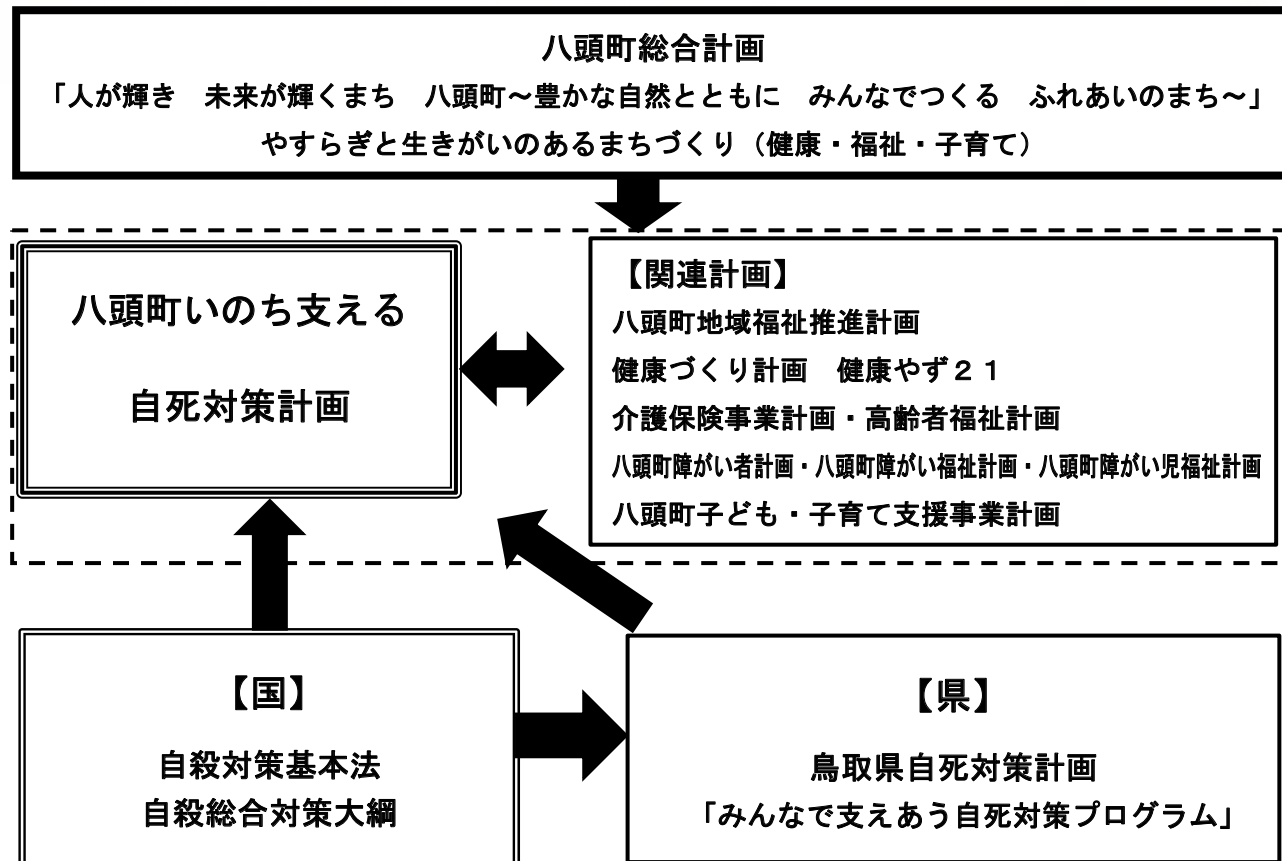 八頭町総合計画
「人が輝き　未来が輝くまち　八頭町～豊かな自然とともに　みんなでつくる　ふれあいのまち～」
やすらぎと生きがいのあるまちづくり（健康・福祉・子育て）
八頭町いのち支える
自死対策計画
【関連計画】
八頭町地域福祉推進計画
健康づくり計画　健康やず２１
介護保険事業計画・高齢者福祉計画
八頭町障がい者計画・八頭町障がい福祉計画・八頭町障がい児福祉計画
八頭町子ども・子育て支援事業計画
【国】
自殺対策基本法
自殺総合対策大綱
【県】
鳥取県自死対策計画
「みんなで支えあう自死対策プログラム」